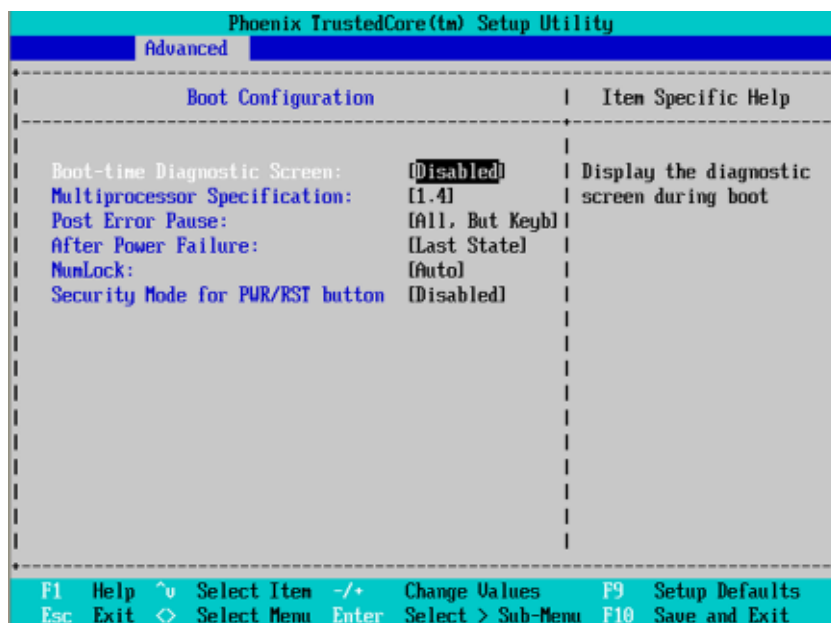 Phoenix TrustedCore(tm) Setup Utility
Advanced
Boot Configuration
Item Specific Help
Boot-time Diagnostic Screen: [Disabled]
Multiprocessor Specification: [1.4]
Post Error Pause: [All, But Keyb]
After Power Failure: [Last State]
NumLock: [Auto]
Security Mode for PWR/RST button [Disabled]
Display the diagnostic
screen during boot
F1 Help ^v Select Item -/+ Change Values F9 Setup Defaults
Esc Exit <> Select Menu Enter Select > Sub-Menu F10 Save and Exit